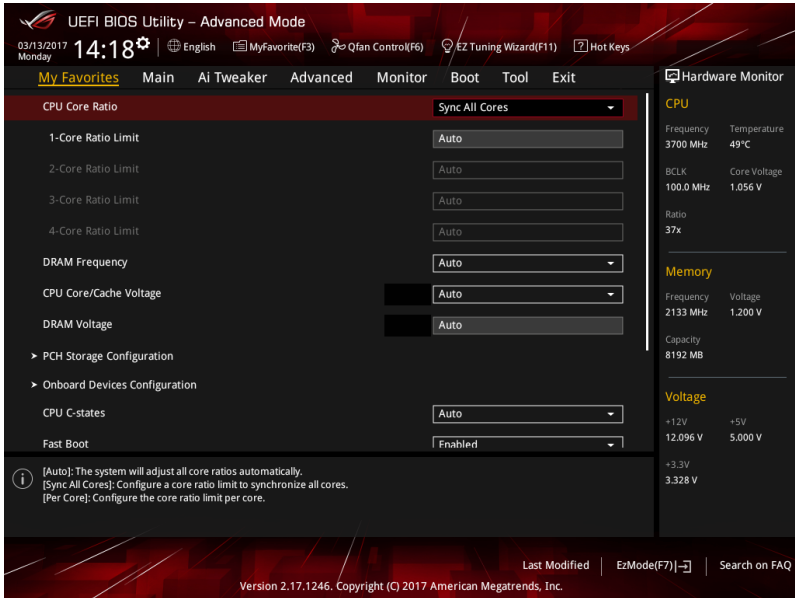 UEFI BIOS Utility – Advanced Mode
03/13/2017
Monday
14:18
English
MyFavorite(F3)
Qfan Control(F6)
EZ Tuning Wizard(F11)
? Hot Keys
My Favorites Main Ai Tweaker Advanced Monitor Boot Tool Exit
CPU Core Ratio Sync All Cores
1-Core Ratio Limit Auto
2-Core Ratio Limit Auto
3-Core Ratio Limit Auto
4-Core Ratio Limit Auto
DRAM Frequency Auto
CPU Core/Cache Voltage Auto
DRAM Voltage Auto
> PCH Storage Configuration
> Onboard Devices Configuration
CPU C-states Auto
Fast Boot Enabled
i
[Auto]: The system will adjust all core ratios automatically.
[Sync All Cores]: Configure a core ratio limit to synchronize all cores.
[Per Core]: Configure the core ratio limit per core.
Hardware Monitor
CPU
Frequency Temperature
3700 MHz 49°C
BCLK Core Voltage
100.0 MHz 1.056 V
Ratio
37x
Memory
Frequency Voltage
2133 MHz 1.200 V
Capacity
8192 MB
Voltage
+12V +5V
12.096 V 5.000 V
+3.3V
3.328 V
Last Modified
EzMode(F7)
Search on FAQ
Version 2.17.1246. Copyright (C) 2017 American Megatrends, Inc.